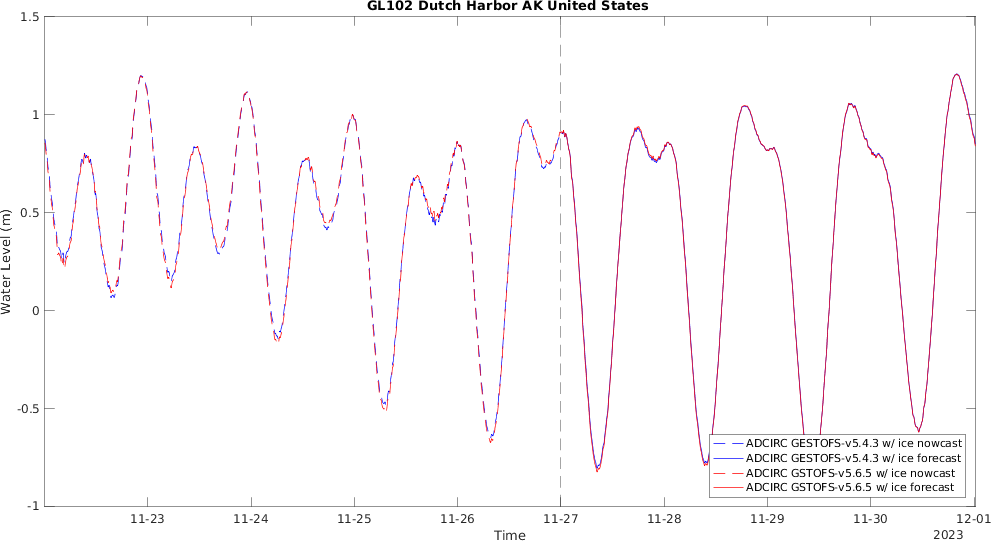 GL102 Dutch Harbor AK United States
1.5
1
0.5
0
-0.5
-1
Water Level (m)
11-23
11-24
11-25
11-26
11-27
11-28
11-29
11-30
12-01
Time
2023
ADCIRC GESTOFS-v5.4.3 w/ ice nowcast
ADCIRC GESTOFS-v5.4.3 w/ ice forecast
ADCIRC GSTOFS-v5.6.5 w/ ice nowcast
ADCIRC GSTOFS-v5.6.5 w/ ice forecast